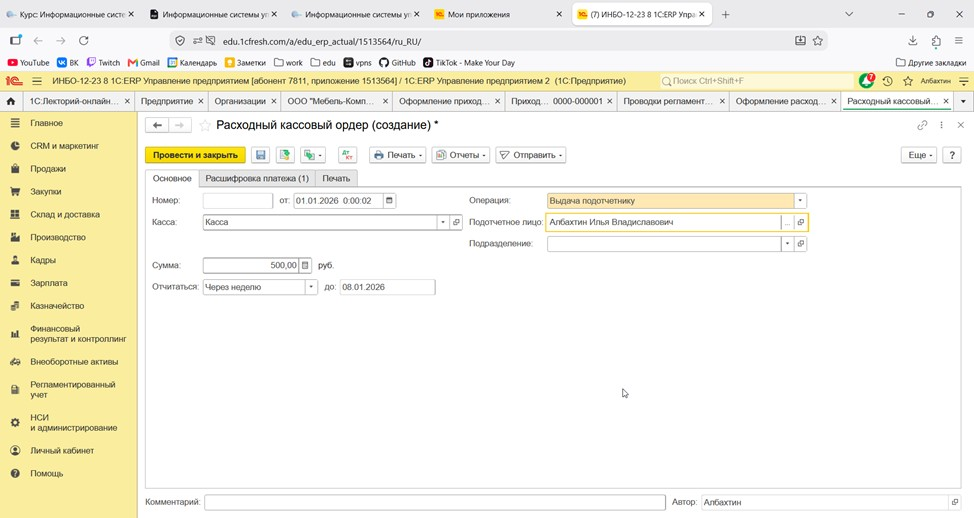 Курс: Информационные систем
Информационные системы уп
Информационные системы уп
Мои приложения
(7) ИНБО-12-23 8 1С:ERP Упра
edu.1cfresh.com/a/edu_erp_actual/1513564/ru_RU/
YouTube ВК Twitch Gmail Календарь Заметки work edu vpns GitHub TikTok - Make Your Day Другие закладки
ИНБО-12-23 8 1С:ERP Управление предприятием [абонент 7811, приложение 1513564] / 1С:ERP Управление предприятием 2 (1С:Предприятие)
Поиск Ctrl+Shift+F
7
Албахтин
1С:Лекторий-онлайн...
Предприятие
Организации
ООО "Мебель-Комп...
Оформление приход...
Приход... 0000-000001
Проводки регламент...
Оформление расход...
Расходный кассовый...
Главное
CRM и маркетинг
Продажи
Закупки
Склад и доставка
Производство
Кадры
Зарплата
Казначейство
Финансовый
результат и контроллинг
Внеоборотные активы
Регламентированный
учет
НСИ
и администрирование
Личный кабинет
Помощь
Расходный кассовый ордер (создание) *
Провести и закрыть
Дт
Кт
Печать
Отчеты
Отправить
Еще
?
Основное
Расшифровка платежа (1)
Печать
Номер: от: 01.01.2026 0:00:02
Операция: Выдача подотчетнику
Касса: Касса
Подотчетное лицо: Албахтин Илья Владиславович ...
Подразделение:
Сумма: 500,00 руб.
Отчитаться: Через неделю до: 08.01.2026
Комментарий:
Автор: Албахтин